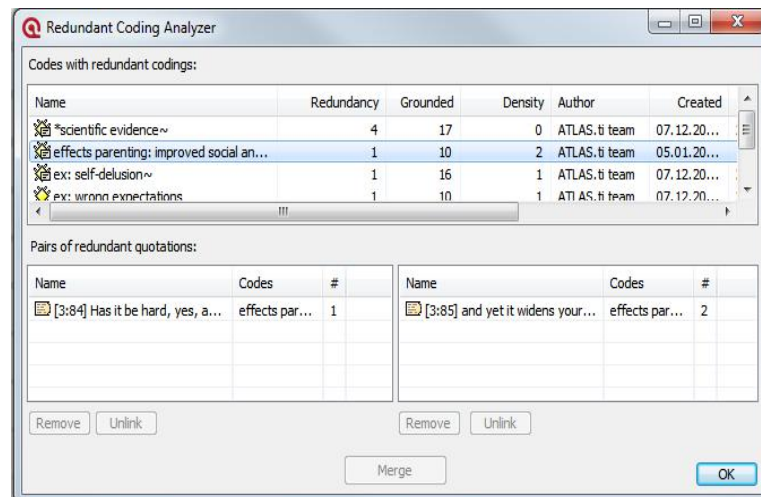 Redundant Coding Analyzer
Codes with redundant codings:
Name Redundancy Grounded Density Author Created
*scientific evidence~ 4 17 0 ATLAS.ti team 07.12.20...
effects parenting: improved social an... 1 10 2 ATLAS.ti team 05.01.20...
ex: self-delusion~ 1 16 1 ATLAS.ti team 07.12.20...
ex: wrong expectations 1 10 1 ATLAS.ti team 07.12.20...
Pairs of redundant quotations:
Name Codes # Name Codes #
[3:84] Has it be hard, yes, a... effects par... 1 [3:85] and yet it widens your... effects par... 2
Remove Unlink Remove Unlink
Merge OK